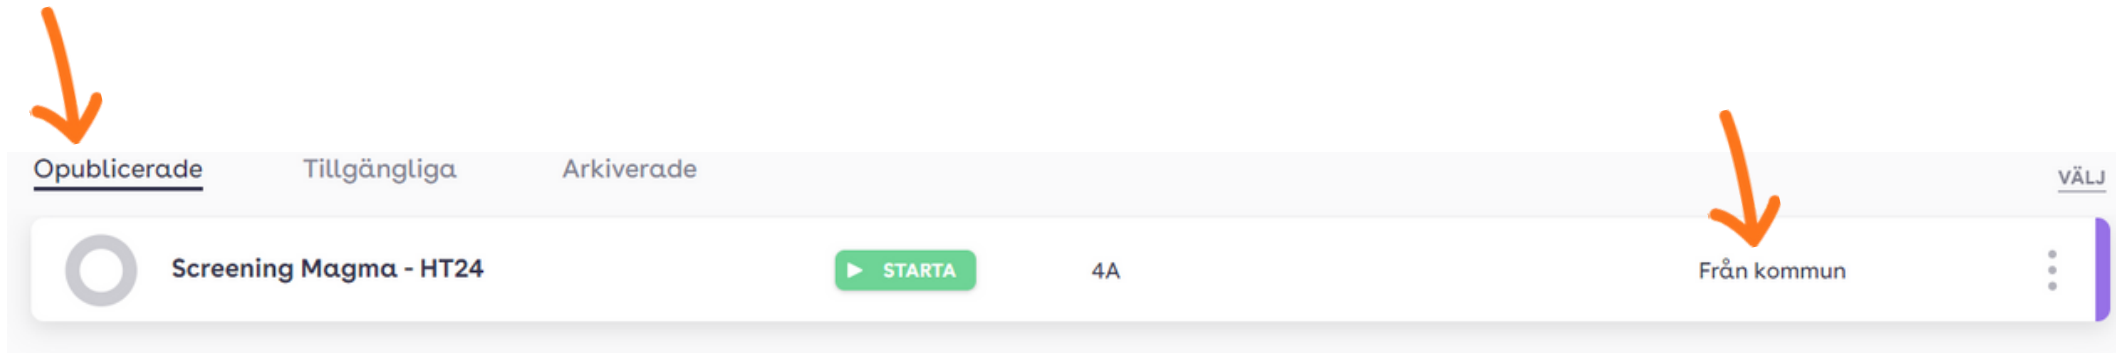 Opublicerade Tillgängliga Arkiverade VÄLJ
Screening Magma - HT24 STARTA 4A Från kommun